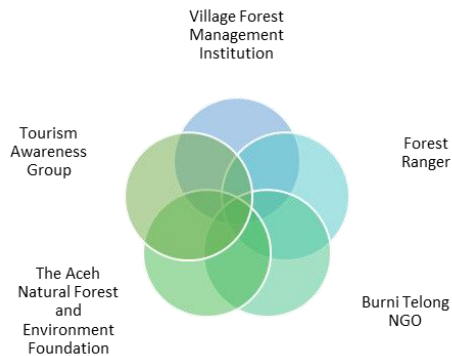 Village Forest
Management
Institution
Tourism
Awareness
Group
Forest
Ranger
The Aceh
Natural Forest
and
Environment
Foundation
Burni Telong
NGO